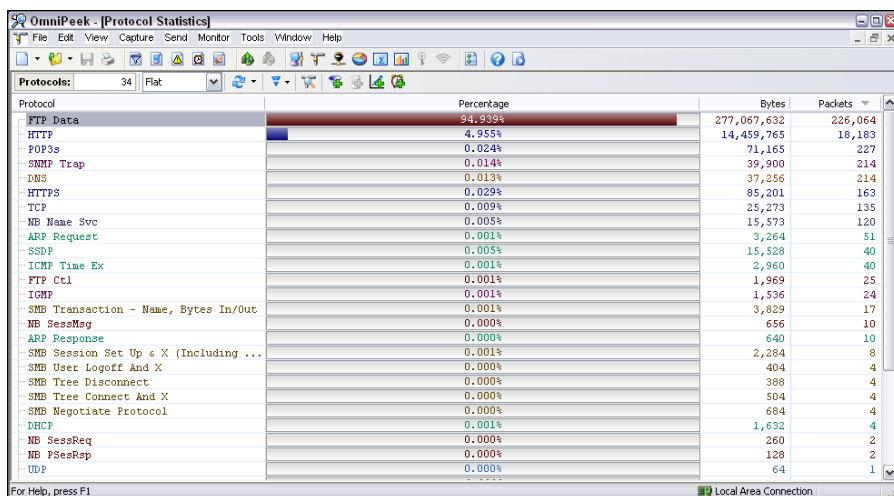 OmniPeek - [Protocol Statistics]
File Edit View Capture Send Monitor Tools Window Help
Protocols: 34 Flat
Protocol Percentage Bytes Packets
FTP Data 94.939% 277,067,632 226,064
HTTP 4.955% 14,459,765 18,183
POP3s 0.024% 71,165 227
SNMP Trap 0.014% 39,900 214
DNS 0.013% 37,256 214
HTTPS 0.029% 85,201 163
TCP 0.009% 25,273 135
NB Name Svc 0.005% 15,573 120
ARP Request 0.001% 3,264 51
SSDP 0.005% 15,528 40
ICMP Time Ex 0.001% 2,960 40
FTP Ctl 0.001% 1,969 25
IGMP 0.001% 1,536 24
SMB Transaction - Name, Bytes In/Out 0.001% 3,829 17
NB SessMsg 0.000% 656 10
ARP Response 0.000% 640 10
SMB Session Set Up & X (Including ... 0.001% 2,284 8
SMB User Logoff And X 0.000% 404 4
SMB Tree Disconnect 0.000% 388 4
SMB Tree Connect And X 0.000% 504 4
SMB Negotiate Protocol 0.000% 684 4
DHCP 0.001% 1,632 4
NB SessReq 0.000% 260 2
NB PSesRsp 0.000% 128 2
UDP 0.000% 64 1
For Help, press F1 Local Area Connection